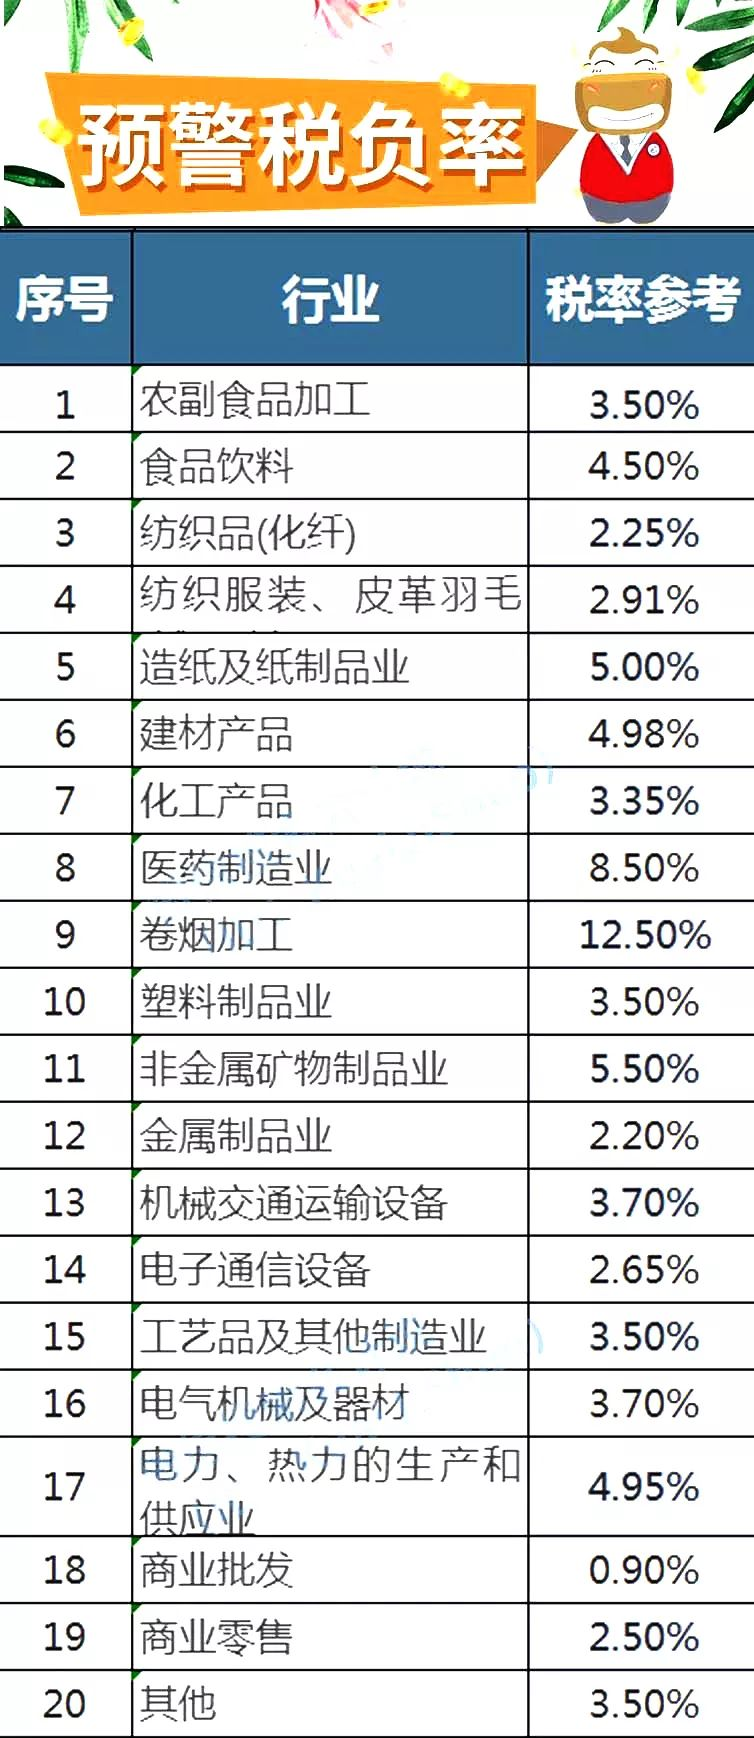 预警税负率
序号 行业 税率参考
1 农副食品加工 3.50%
2 食品饮料 4.50%
3 纺织品(化纤) 2.25%
4 纺织服装、皮革羽毛 2.91%
5 造纸及纸制品业 5.00%
6 建材产品 4.98%
7 化工产品 3.35%
8 医药制造业 8.50%
9 卷烟加工 12.50%
10 塑料制品业 3.50%
11 非金属矿物制品业 5.50%
12 金属制品业 2.20%
13 机械交通运输设备 3.70%
14 电子通信设备 2.65%
15 工艺品及其他制造业 3.50%
16 电气机械及器材 3.70%
17 电力、热力的生产和 4.95%
供应业
18 商业批发 0.90%
19 商业零售 2.50%
20 其他 3.50%